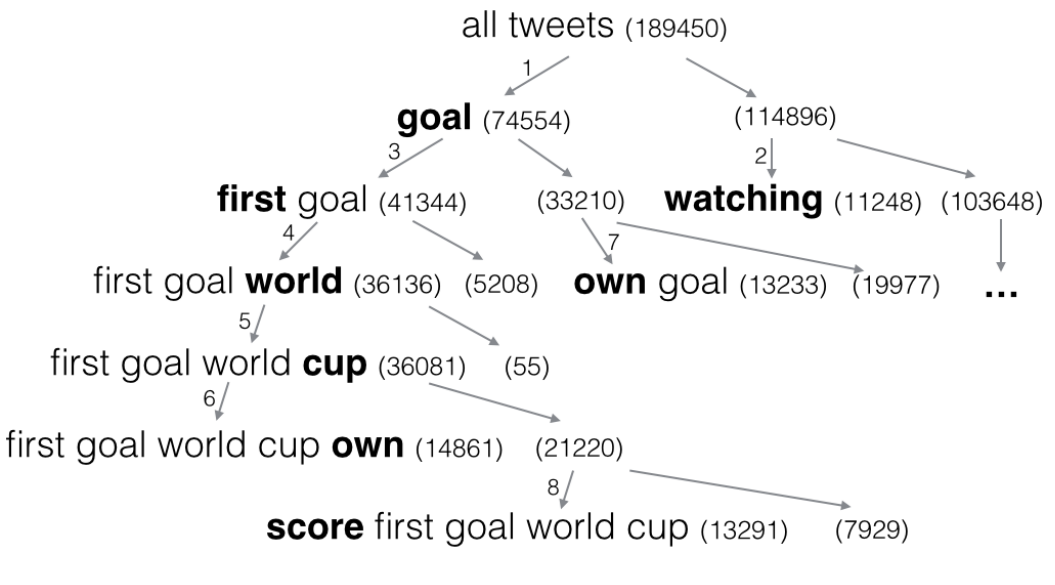 all tweets (189450)
1
goal (74554) (114896)
3 2
first goal (41344) (33210) watching (11248) (103648)
4 7
first goal world (36136) (5208) own goal (13233) (19977) ...
5
first goal world cup (36081) (55)
6
first goal world cup own (14861) (21220)
8
score first goal world cup (13291) (7929)